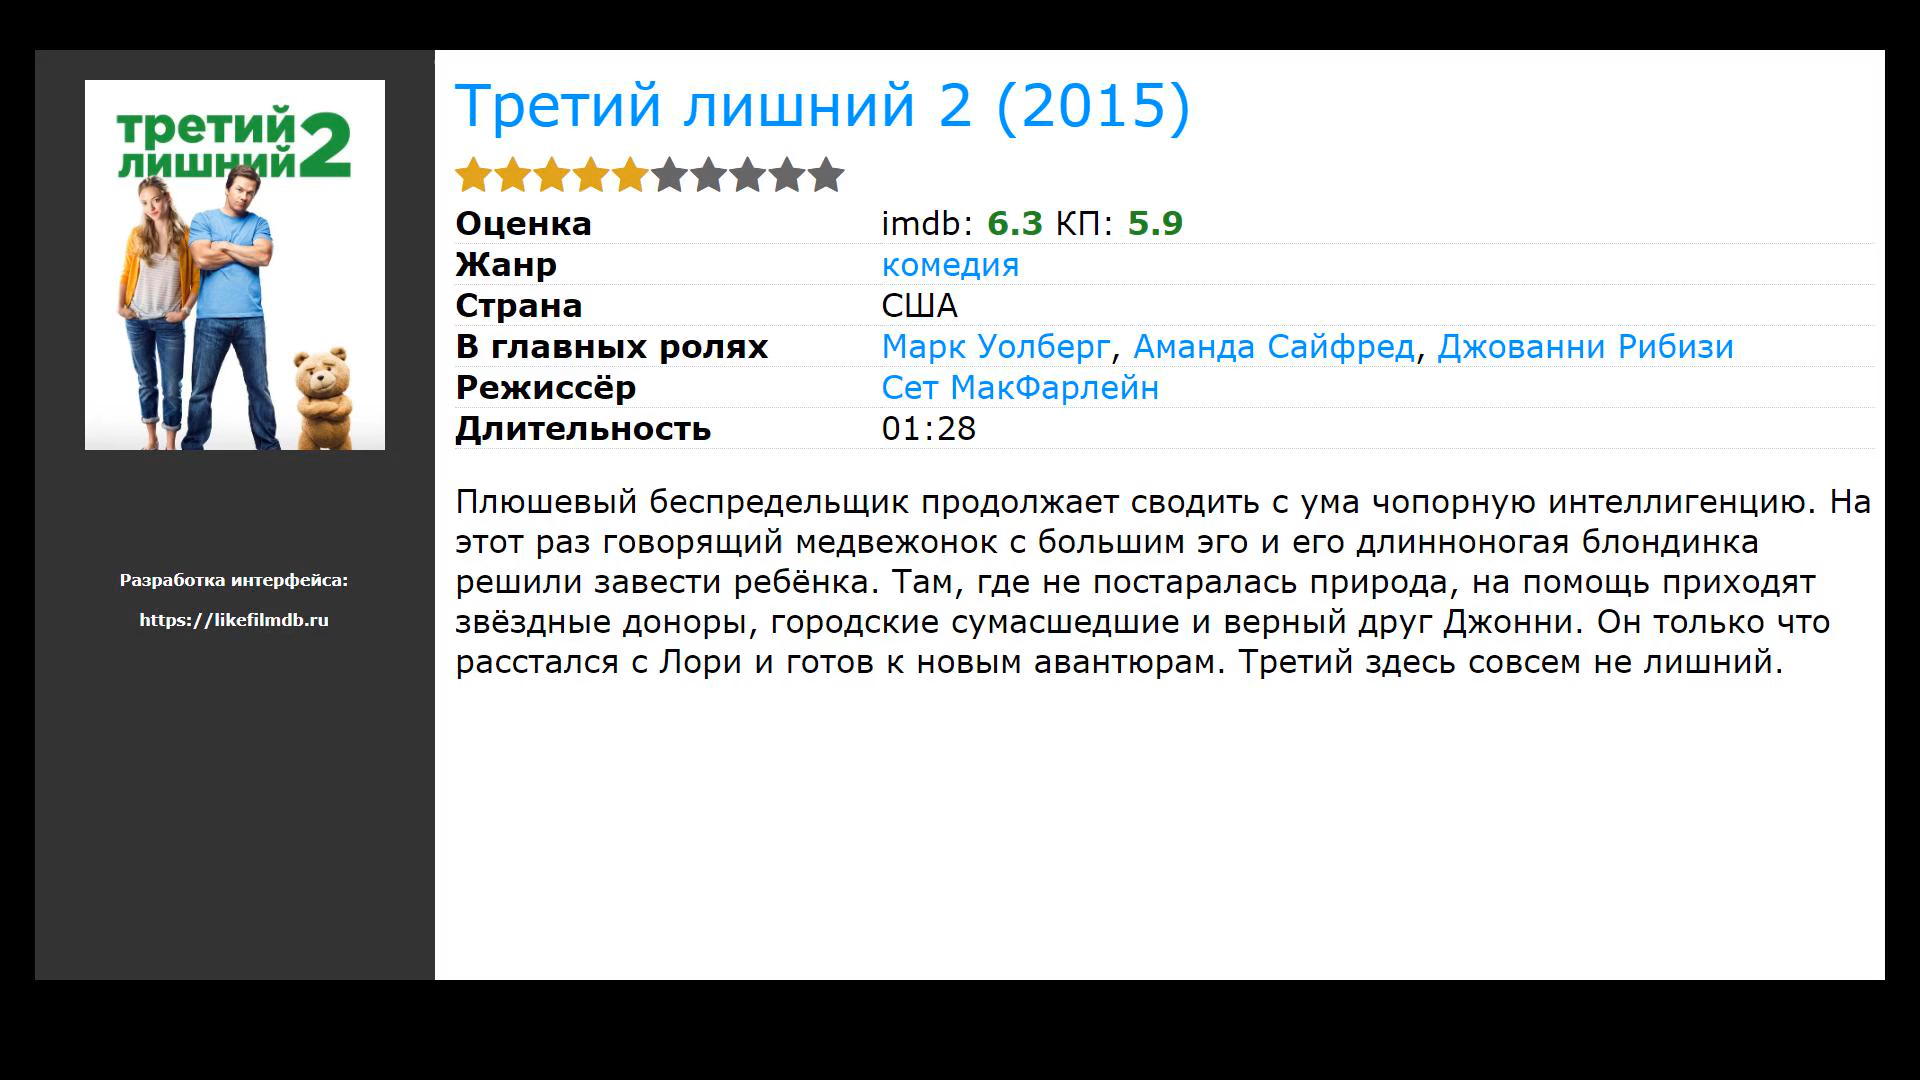 третий
лишний 2
Разработка интерфейса:
https://likefilmdb.ru
Третий лишний 2 (2015)
Оценка imdb: 6.3 КП: 5.9
Жанр комедия
Страна США
В главных ролях Марк Уолберг, Аманда Сайфред, Джованни Рибизи
Режиссёр Сет МакФарлейн
Длительность 01:28
Плюшевый беспредельщик продолжает сводить с ума чопорную интеллигенцию. На
этот раз говорящий медвежонок с большим эго и его длинноногая блондинка
решили завести ребёнка. Там, где не постаралась природа, на помощь приходят
звёздные доноры, городские сумасшедшие и верный друг Джонни. Он только что
расстался с Лори и готов к новым авантюрам. Третий здесь совсем не лишний.